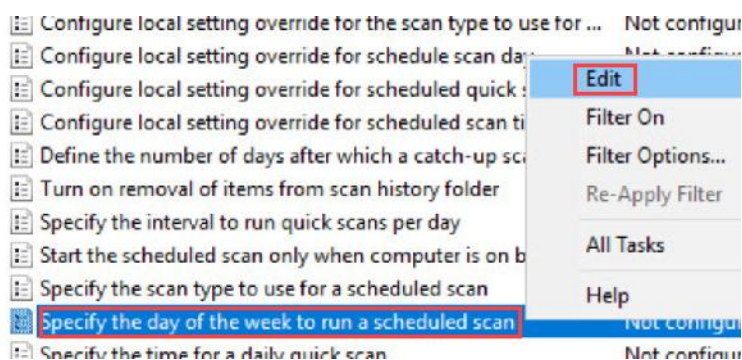 Configure local setting override for the scan type to use for ... Not configur
Configure local setting override for schedule scan day Not configur
Configure local setting override for scheduled quick s
Configure local setting override for scheduled scan ti
Define the number of days after which a catch-up sca
Turn on removal of items from scan history folder
Specify the interval to run quick scans per day
Start the scheduled scan only when computer is on b
Specify the scan type to use for a scheduled scan
Specify the day of the week to run a scheduled scan Not configur
Specify the time for a daily quick scan Not configur
Edit
Filter On
Filter Options...
Re-Apply Filter
All Tasks
Help